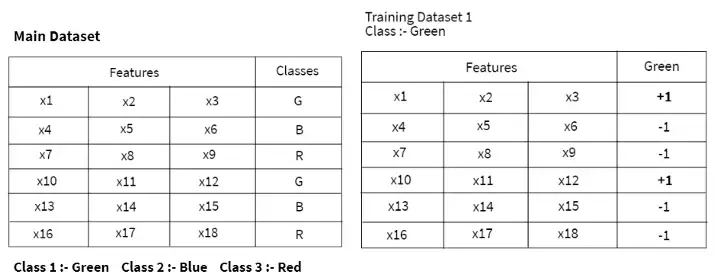 Main Dataset
Features Classes
x1 x2 x3 G
x4 x5 x6 B
x7 x8 x9 R
x10 x11 x12 G
x13 x14 x15 B
x16 x17 x18 R
Class 1 :- Green Class 2 :- Blue Class 3 :- Red
Training Dataset 1
Class :- Green
Features Green
x1 x2 x3 +1
x4 x5 x6 -1
x7 x8 x9 -1
x10 x11 x12 +1
x13 x14 x15 -1
x16 x17 x18 -1